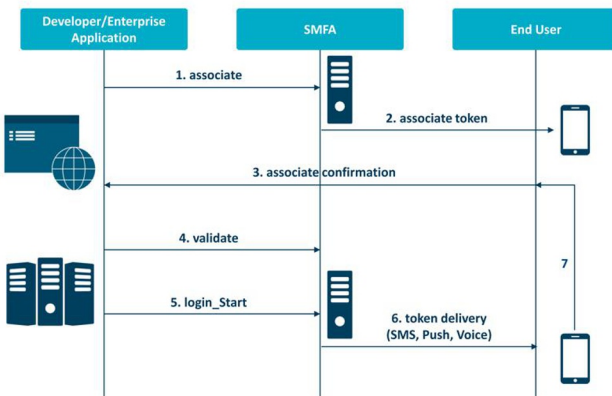 Developer/Enterprise
Application
SMFA
End User
1. associate
2. associate token
3. associate confirmation
4. validate
5. login_Start
6. token delivery
(SMS, Push, Voice)
7